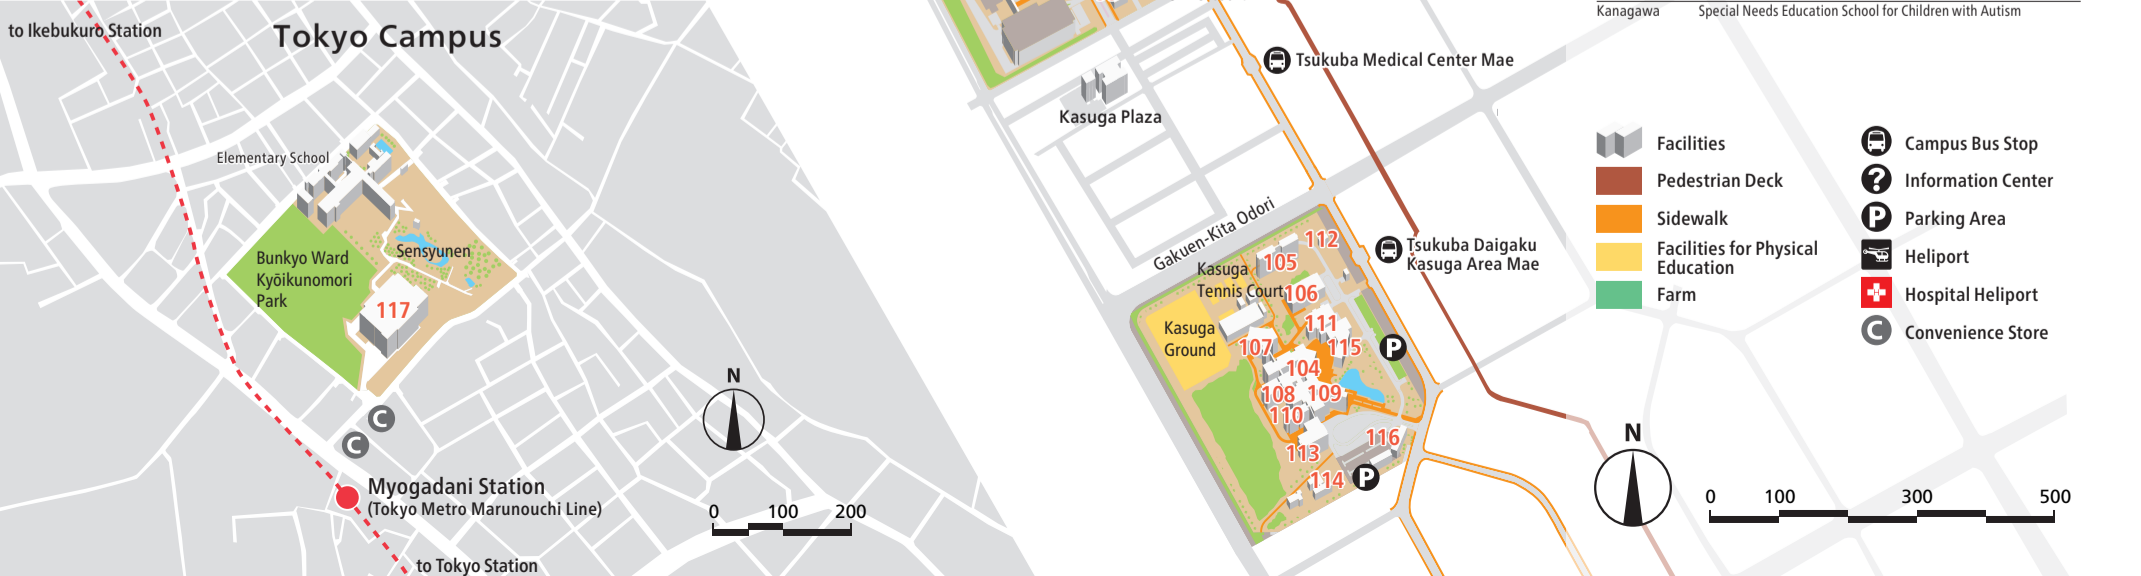 to Ikebukuro Station
Tokyo Campus
Elementary School
Bunkyo Ward
Kyōikunomori
Park
Sensyunen
117
C
C
Myogadani Station
(Tokyo Metro Marunouchi Line)
to Tokyo Station
N
0 100 200
Kanagawa Special Needs Education School for Children with Autism
Tsukuba Medical Center Mae
Kasuga Plaza
Gakuen-Kita Odori
Tsukuba Daigaku
Kasuga Area Mae
112
105
Kasuga
Tennis Court
106
111
Kasuga
Ground
107
115
P
104
108
109
110
116
113
114
P
Facilities
Pedestrian Deck
Sidewalk
Facilities for Physical
Education
Farm
Campus Bus Stop
? Information Center
P Parking Area
Heliport
Hospital Heliport
C Convenience Store
N
0 100 300 500